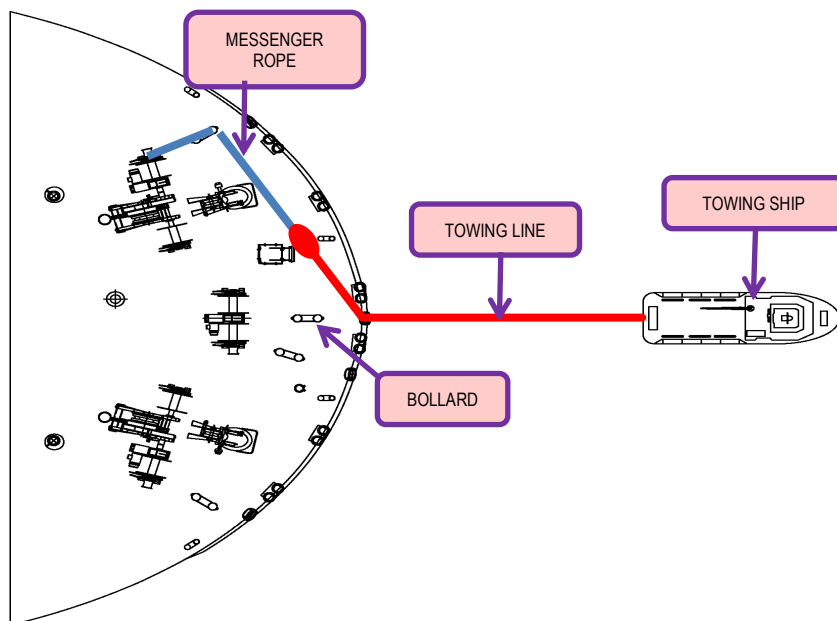 MESSENGER
ROPE
TOWING LINE
TOWING SHIP
BOLLARD